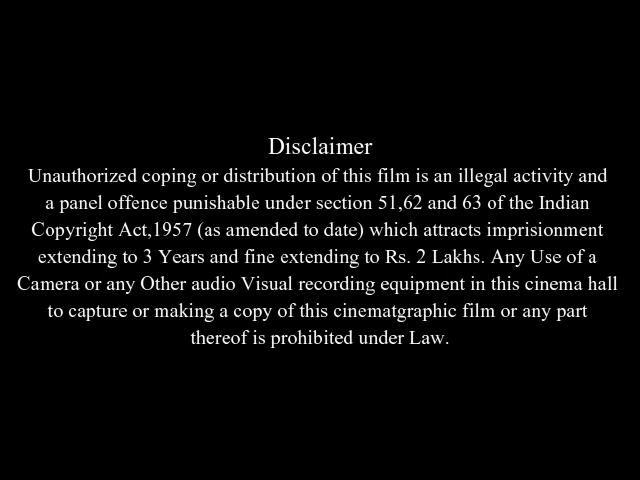 Disclaimer
Unauthorized coping or distribution of this film is an illegal activity and
a panel offence punishable under section 51,62 and 63 of the Indian
Copyright Act,1957 (as amended to date) which attracts imprisionment
extending to 3 Years and fine extending to Rs. 2 Lakhs. Any Use of a
Camera or any Other audio Visual recording equipment in this cinema hall
to capture or making a copy of this cinematgraphic film or any part
thereof is prohibited under Law.